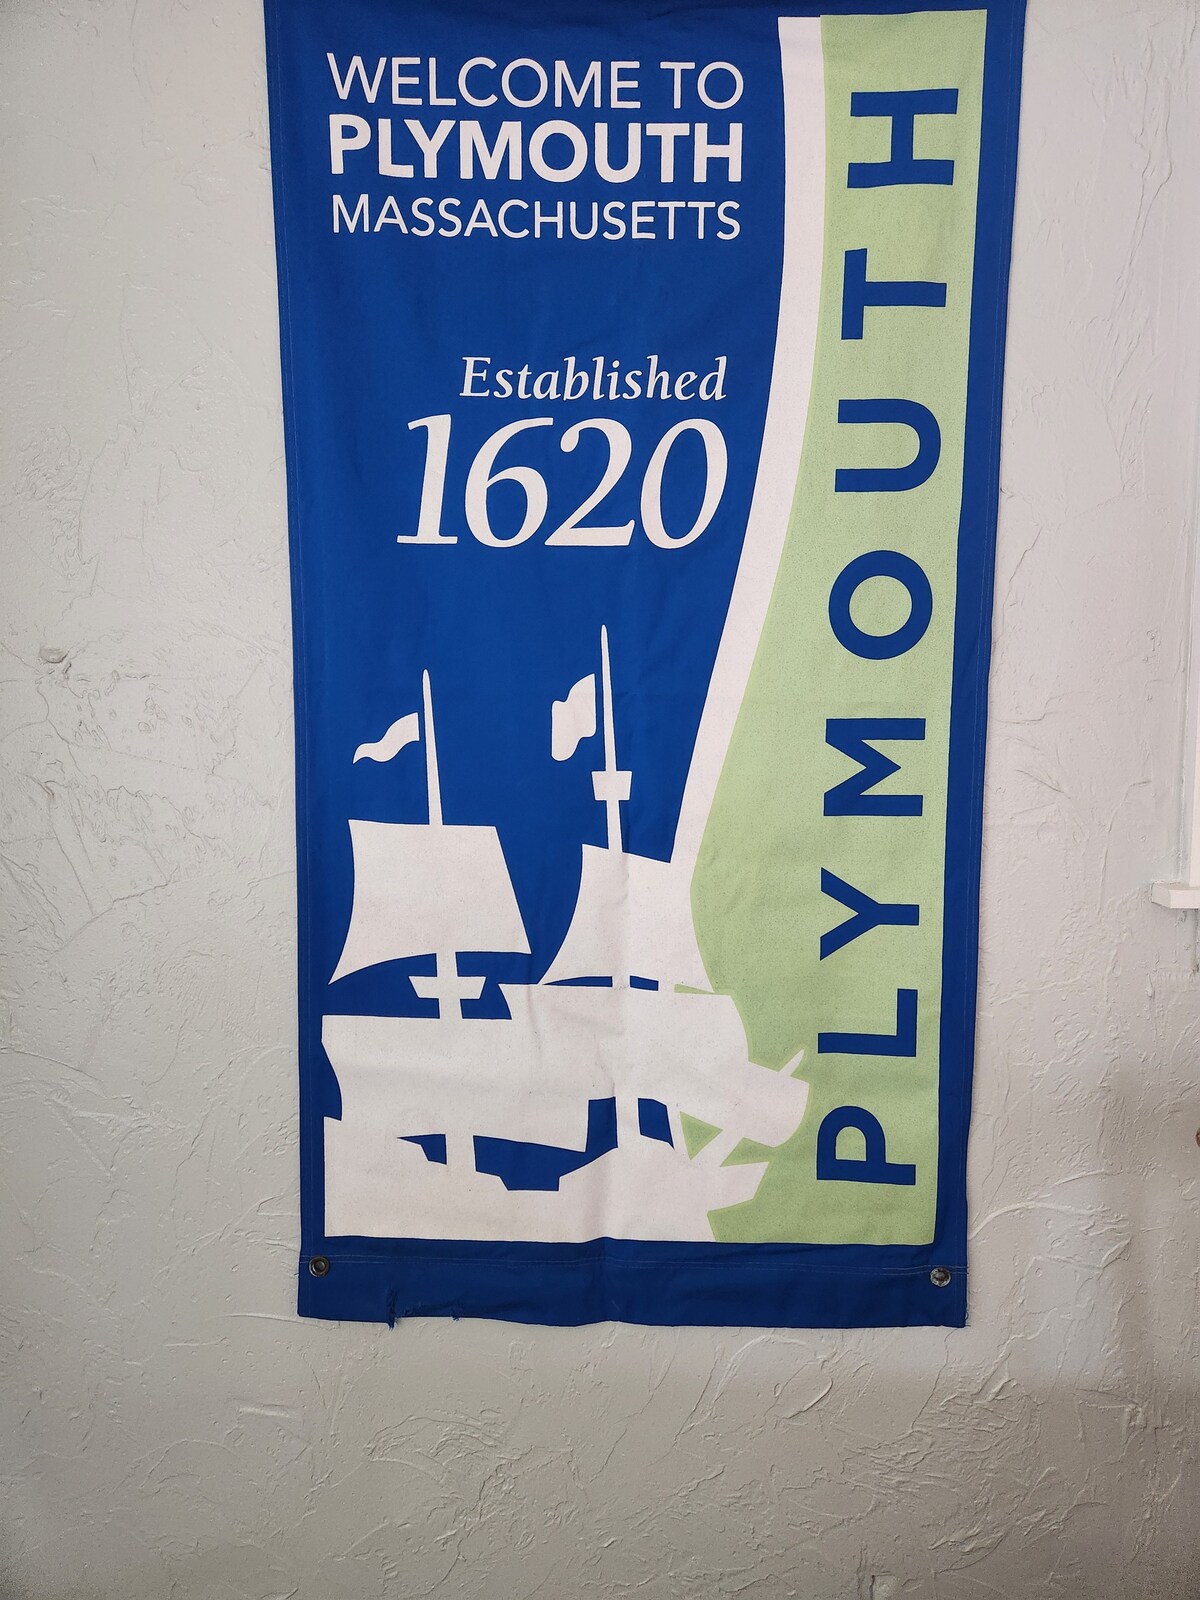 WELCOME TO
PLYMOUTH
MASSACHUSETTS
Established
1620
PLYMOUTH